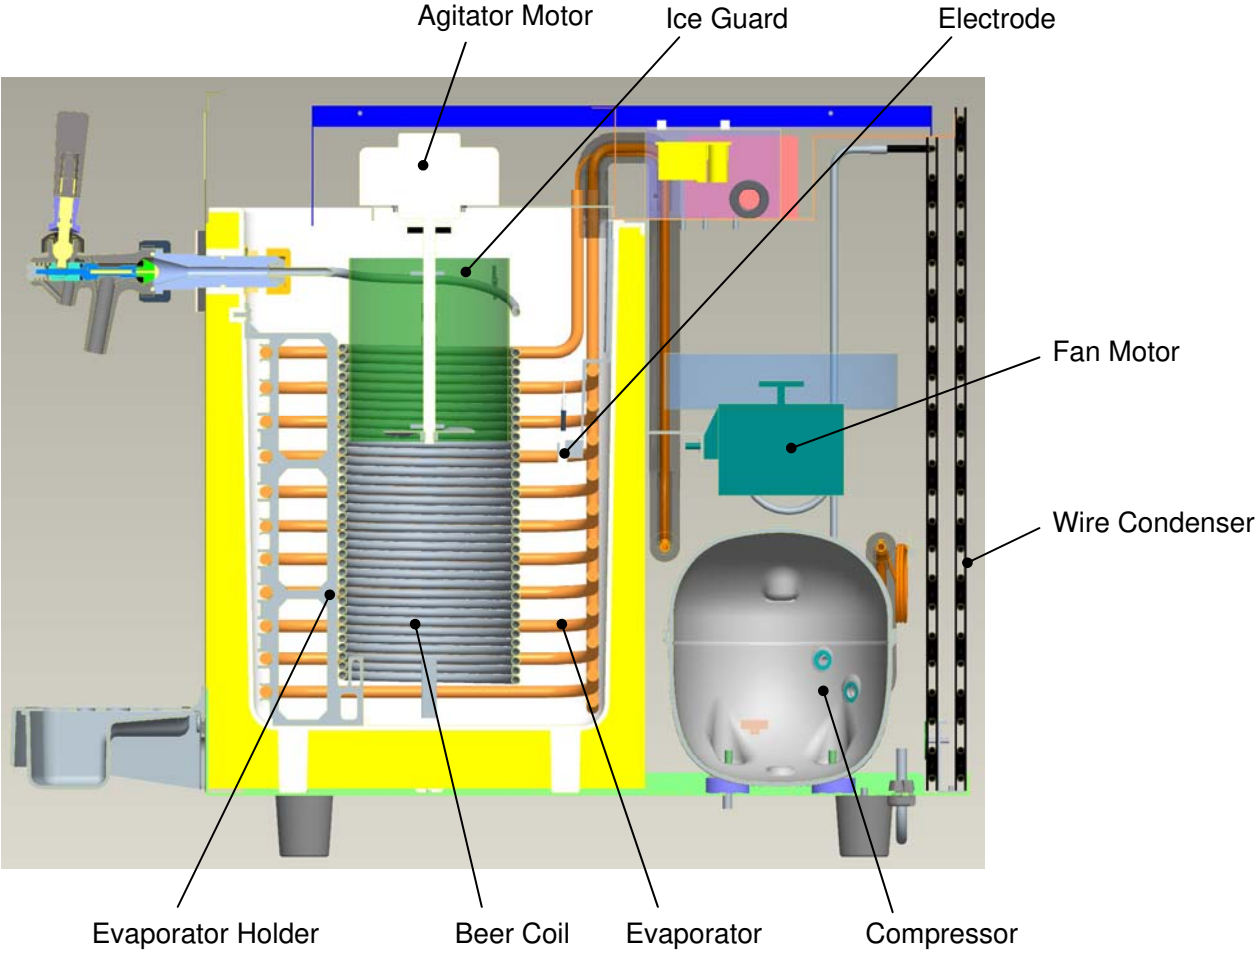 Agitator Motor
Ice Guard
Electrode
Fan Motor
Wire Condenser
Evaporator Holder
Beer Coil
Evaporator
Compressor